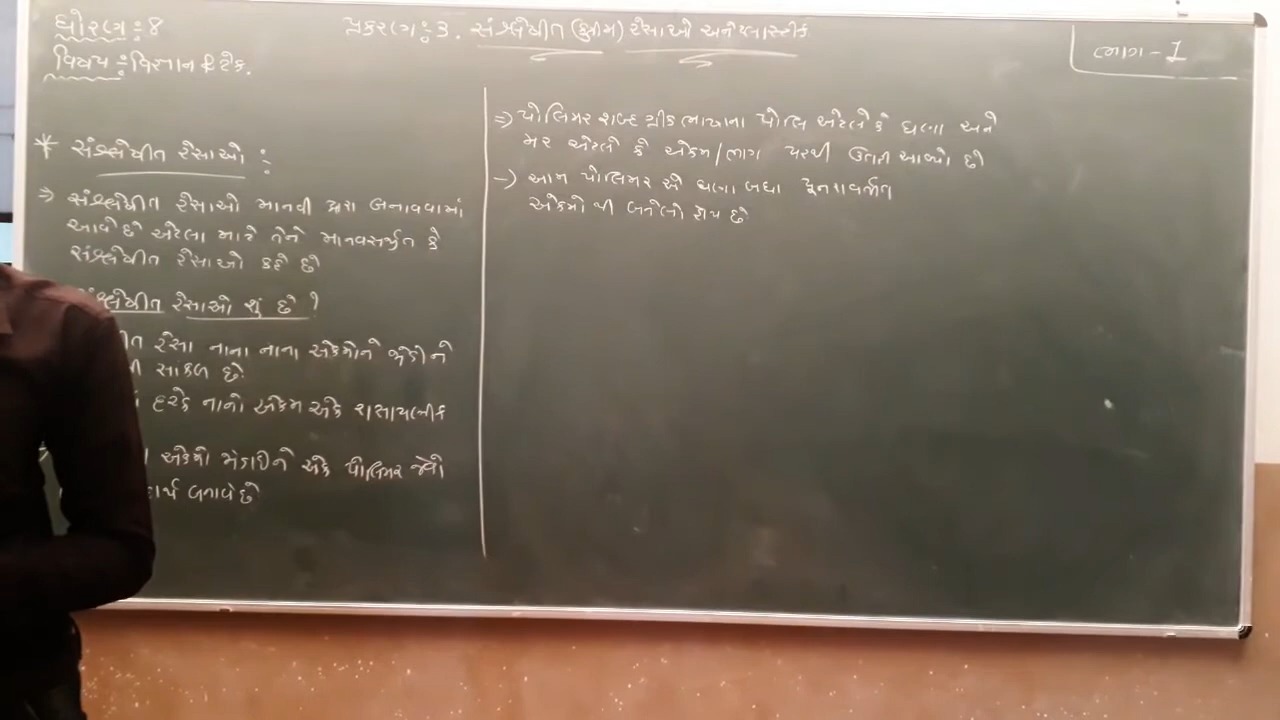 ધોરણ : 8
વિષય : વિજ્ઞાન & ટેક.
પ્રકરણ : 3. સંશ્લેષીત (કૃત્રીમ) રેસાઓ અને પ્લાસ્ટીક
ભાગ - 1
* સંશ્લેષીત રેસાઓ :
⇒ સંશ્લેષીત રેસાઓ માનવી દ્વારા બનાવવામાં
આવે છે એટલા માટે તેને માનવસર્જીત કે
સંશ્લેષીત રેસાઓ કહે છે
સંશ્લેષીત રેસાઓ શું છે ?
રેસા નાના નાના એકમોને જોડીને
સાકળ છે.
દરેક નાનો એકમ એક રાસાયણીક
એકમો મળીને એક પોલિમર જેવો
બનાવે છે
⇒ પોલિમર શબ્દ ગ્રીક ભાષાના પોલિ એટલે કે ઘણા અને
મર એટલે કે એકમ/ભાગ પરથી ઉતરી આવ્યો છે
→ આમ પોલિમર એ ઘણા બધા પુનરાવર્તીત
એકમો થી બનેલો હોય છે